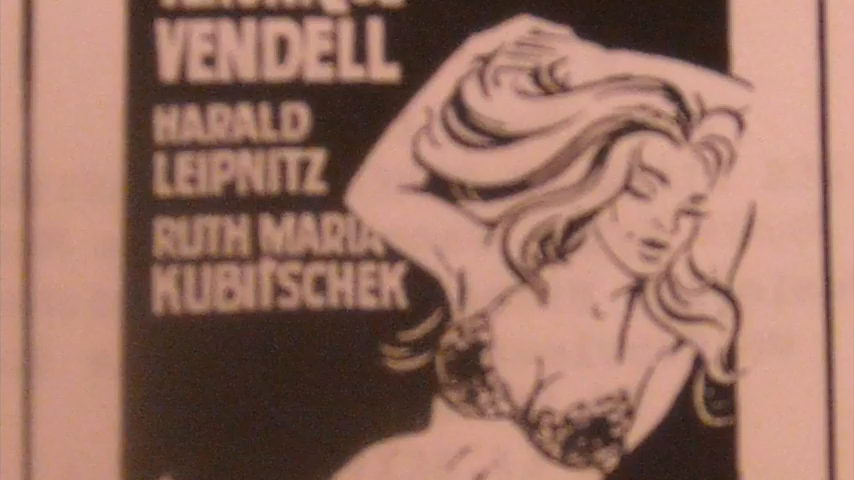 VENDELL
HARALD
LEIPNITZ
RUTH MARIA
KUBITSCHEK